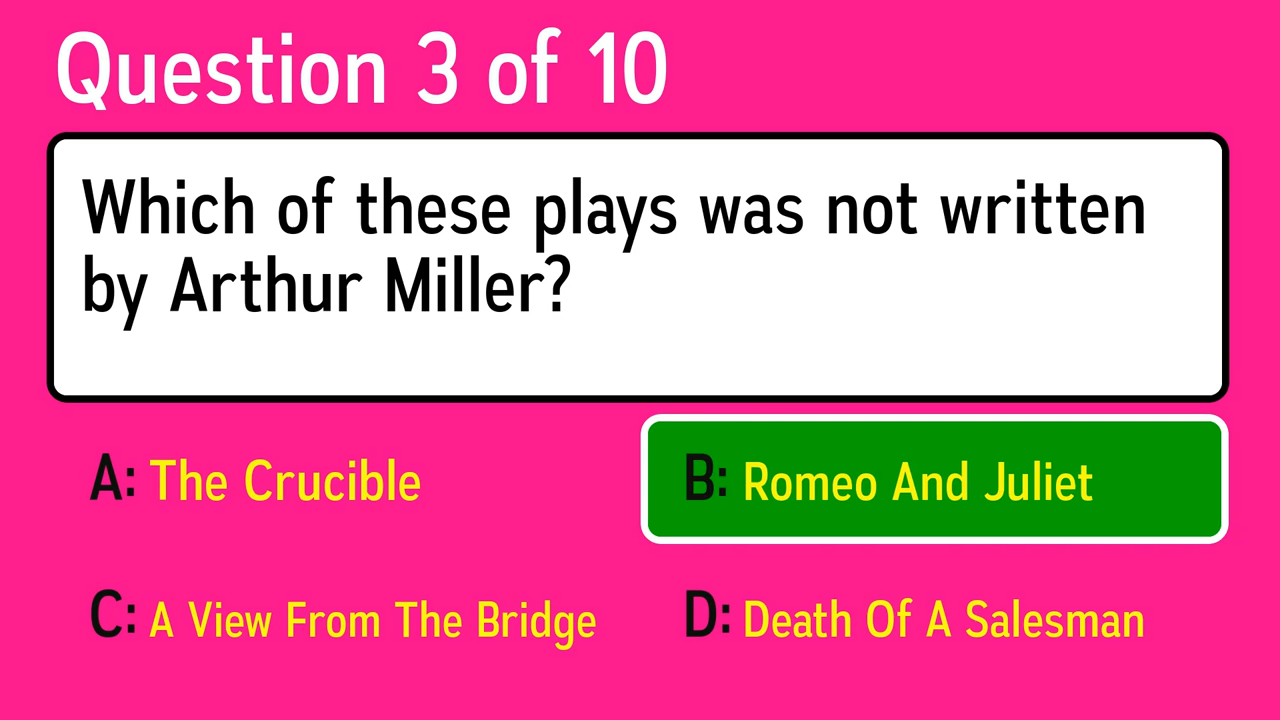 Question 3 of 10
Which of these plays was not written
by Arthur Miller?
A: The Crucible
B: Romeo And Juliet
C: A View From The Bridge
D: Death Of A Salesman